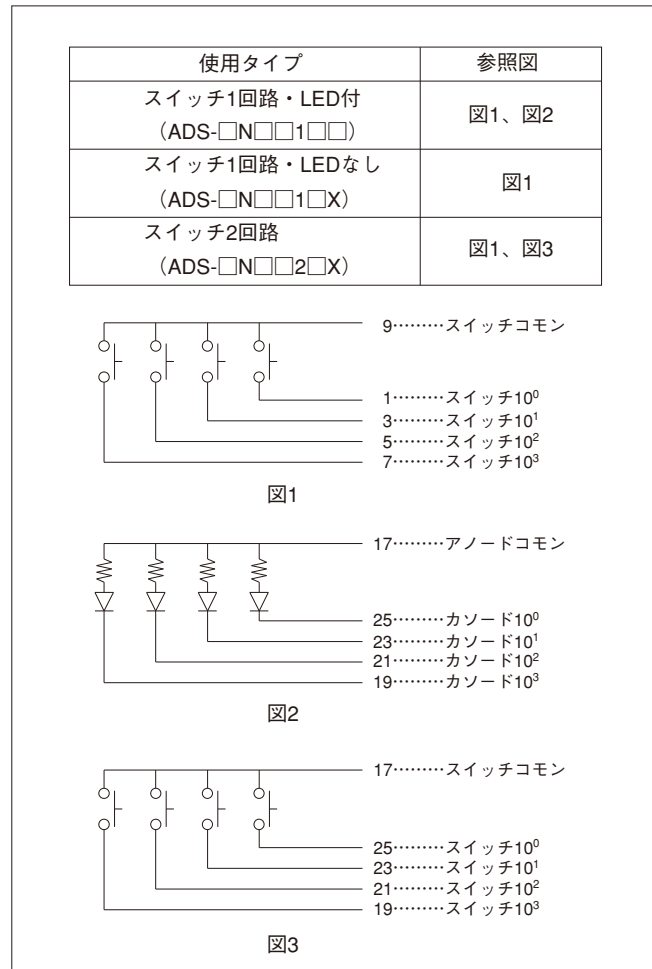 使用タイプ 参照図
スイッチ1回路・LED付
（ADS-□N□□1□□） 図1、図2
スイッチ1回路・LEDなし
（ADS-□N□□1□X） 図1
スイッチ2回路
（ADS-□N□□2□X） 図1、図3
9………スイッチコモン
1………スイッチ10⁰
3………スイッチ10¹
5………スイッチ10²
7………スイッチ10³
図1
17………アノードコモン
25………カソード10⁰
23………カソード10¹
21………カソード10²
19………カソード10³
図2
17………スイッチコモン
25………スイッチ10⁰
23………スイッチ10¹
21………スイッチ10²
19………スイッチ10³
図3